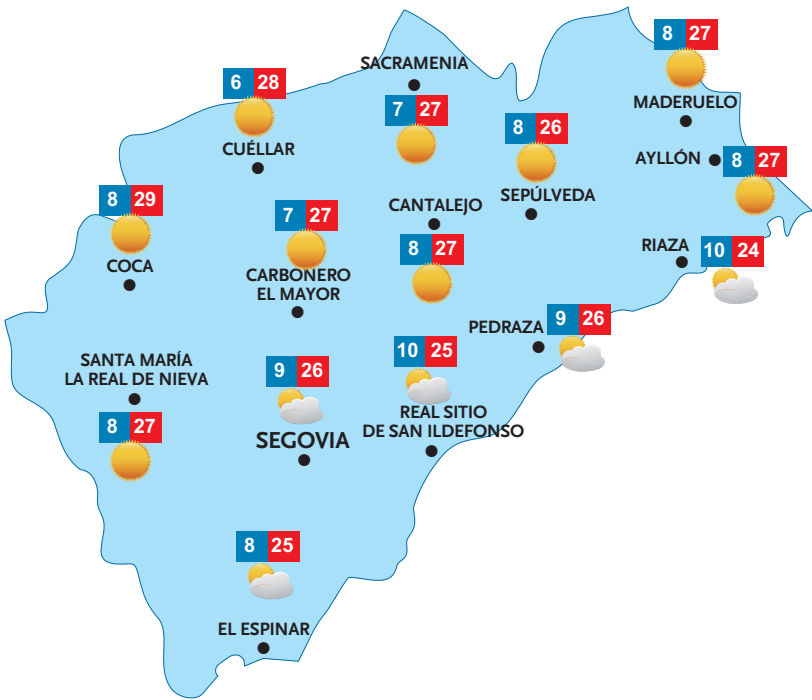 8 27
MADERUELO
SACRAMENIA
7 27
6 28
CUÉLLAR
8 26
SEPÚLVEDA
AYLLÓN
8 27
8 29
COCA
7 27
CARBONERO
EL MAYOR
CANTALEJO
8 27
RIAZA
10 24
PEDRAZA
9 26
SANTA MARÍA
LA REAL DE NIEVA
8 27
9 26
SEGOVIA
10 25
REAL SITIO
DE SAN ILDEFONSO
8 25
EL ESPINAR